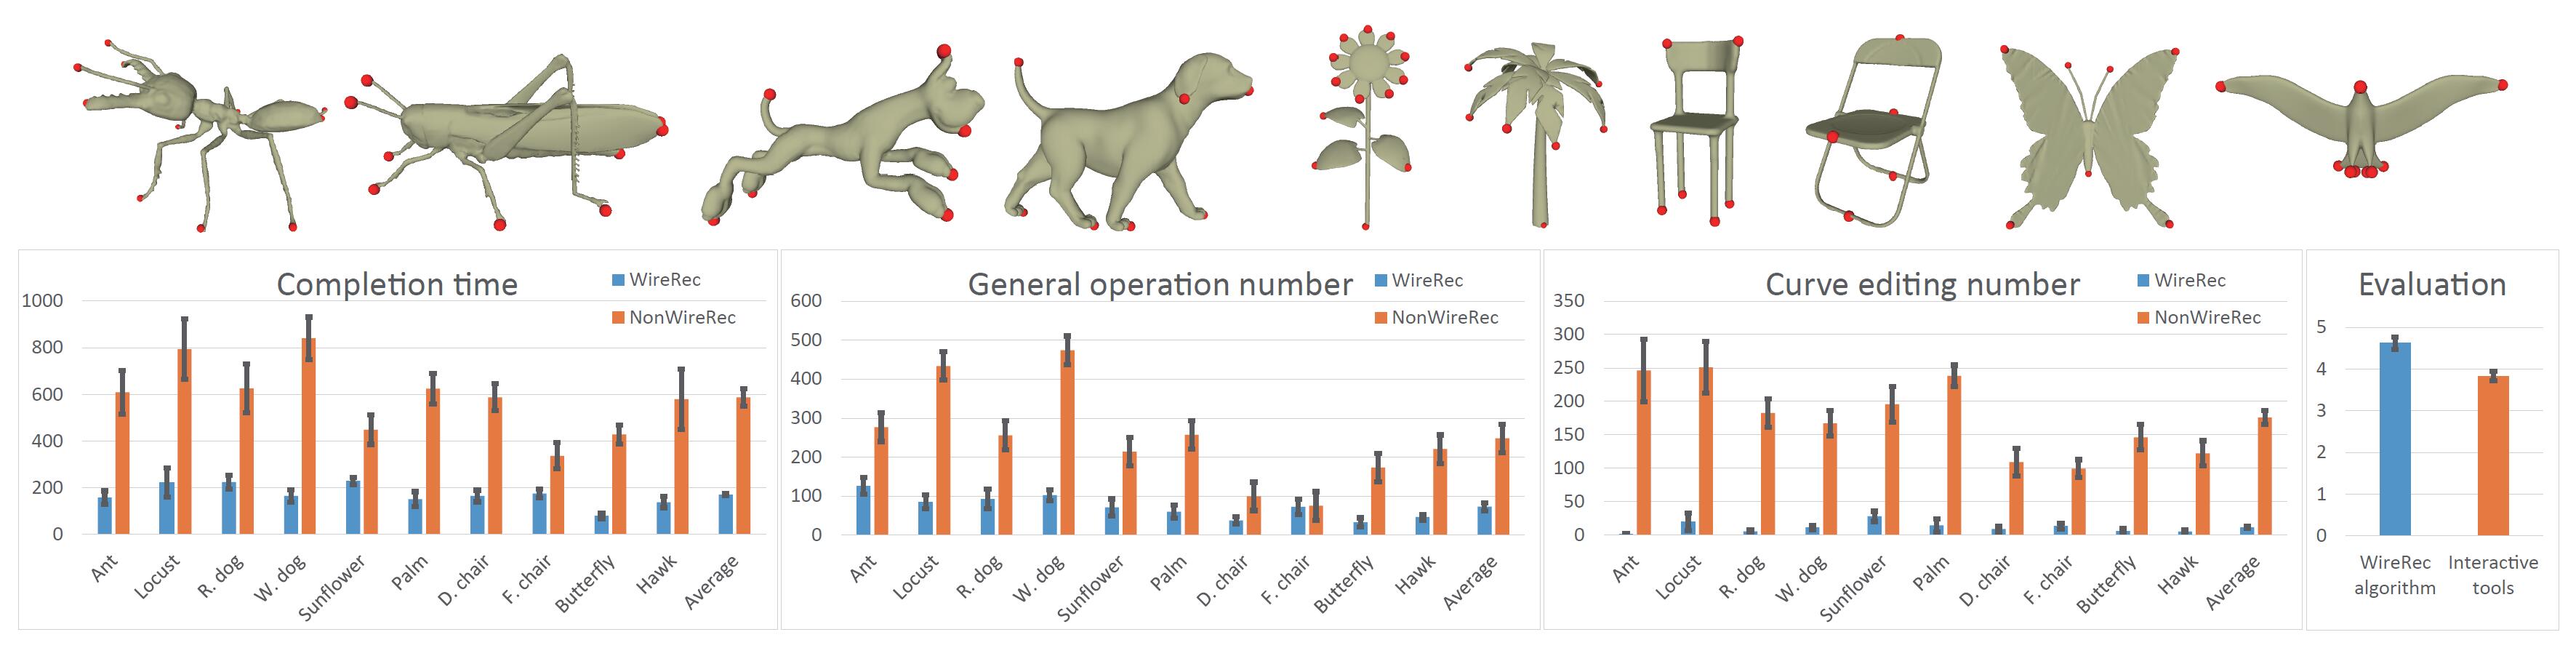 Completion time
WireRec
NonWireRec
1000
800
600
400
200
0
Ant
Locust
R. dog
W. dog
Sunflower
Palm
D. chair
F. chair
Butterfly
Hawk
Average
General operation number
WireRec
NonWireRec
600
500
400
300
200
100
0
Ant
Locust
R. dog
W. dog
Sunflower
Palm
D. chair
F. chair
Butterfly
Hawk
Average
Curve editing number
WireRec
NonWireRec
350
300
250
200
150
100
50
0
Ant
Locust
R. dog
W. dog
Sunflower
Palm
D. chair
F. chair
Butterfly
Hawk
Average
Evaluation
5
4
3
2
1
0
WireRec
algorithm
Interactive
tools